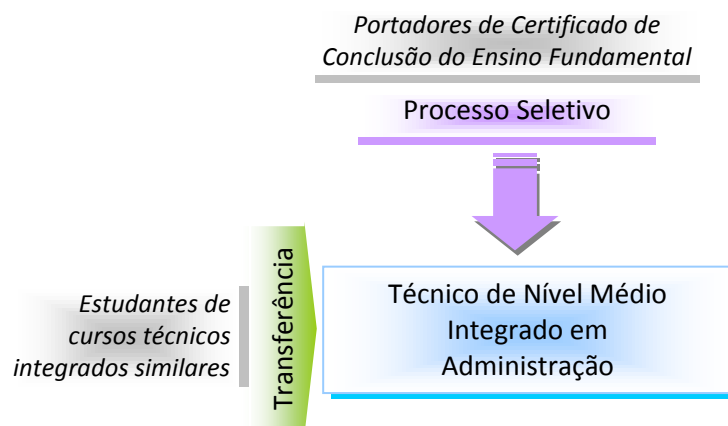 Portadores de Certificado de
Conclusão do Ensino Fundamental
Processo Seletivo
Transferência
Estudantes de
cursos técnicos
integrados similares
Técnico de Nível Médio
Integrado em
Administração